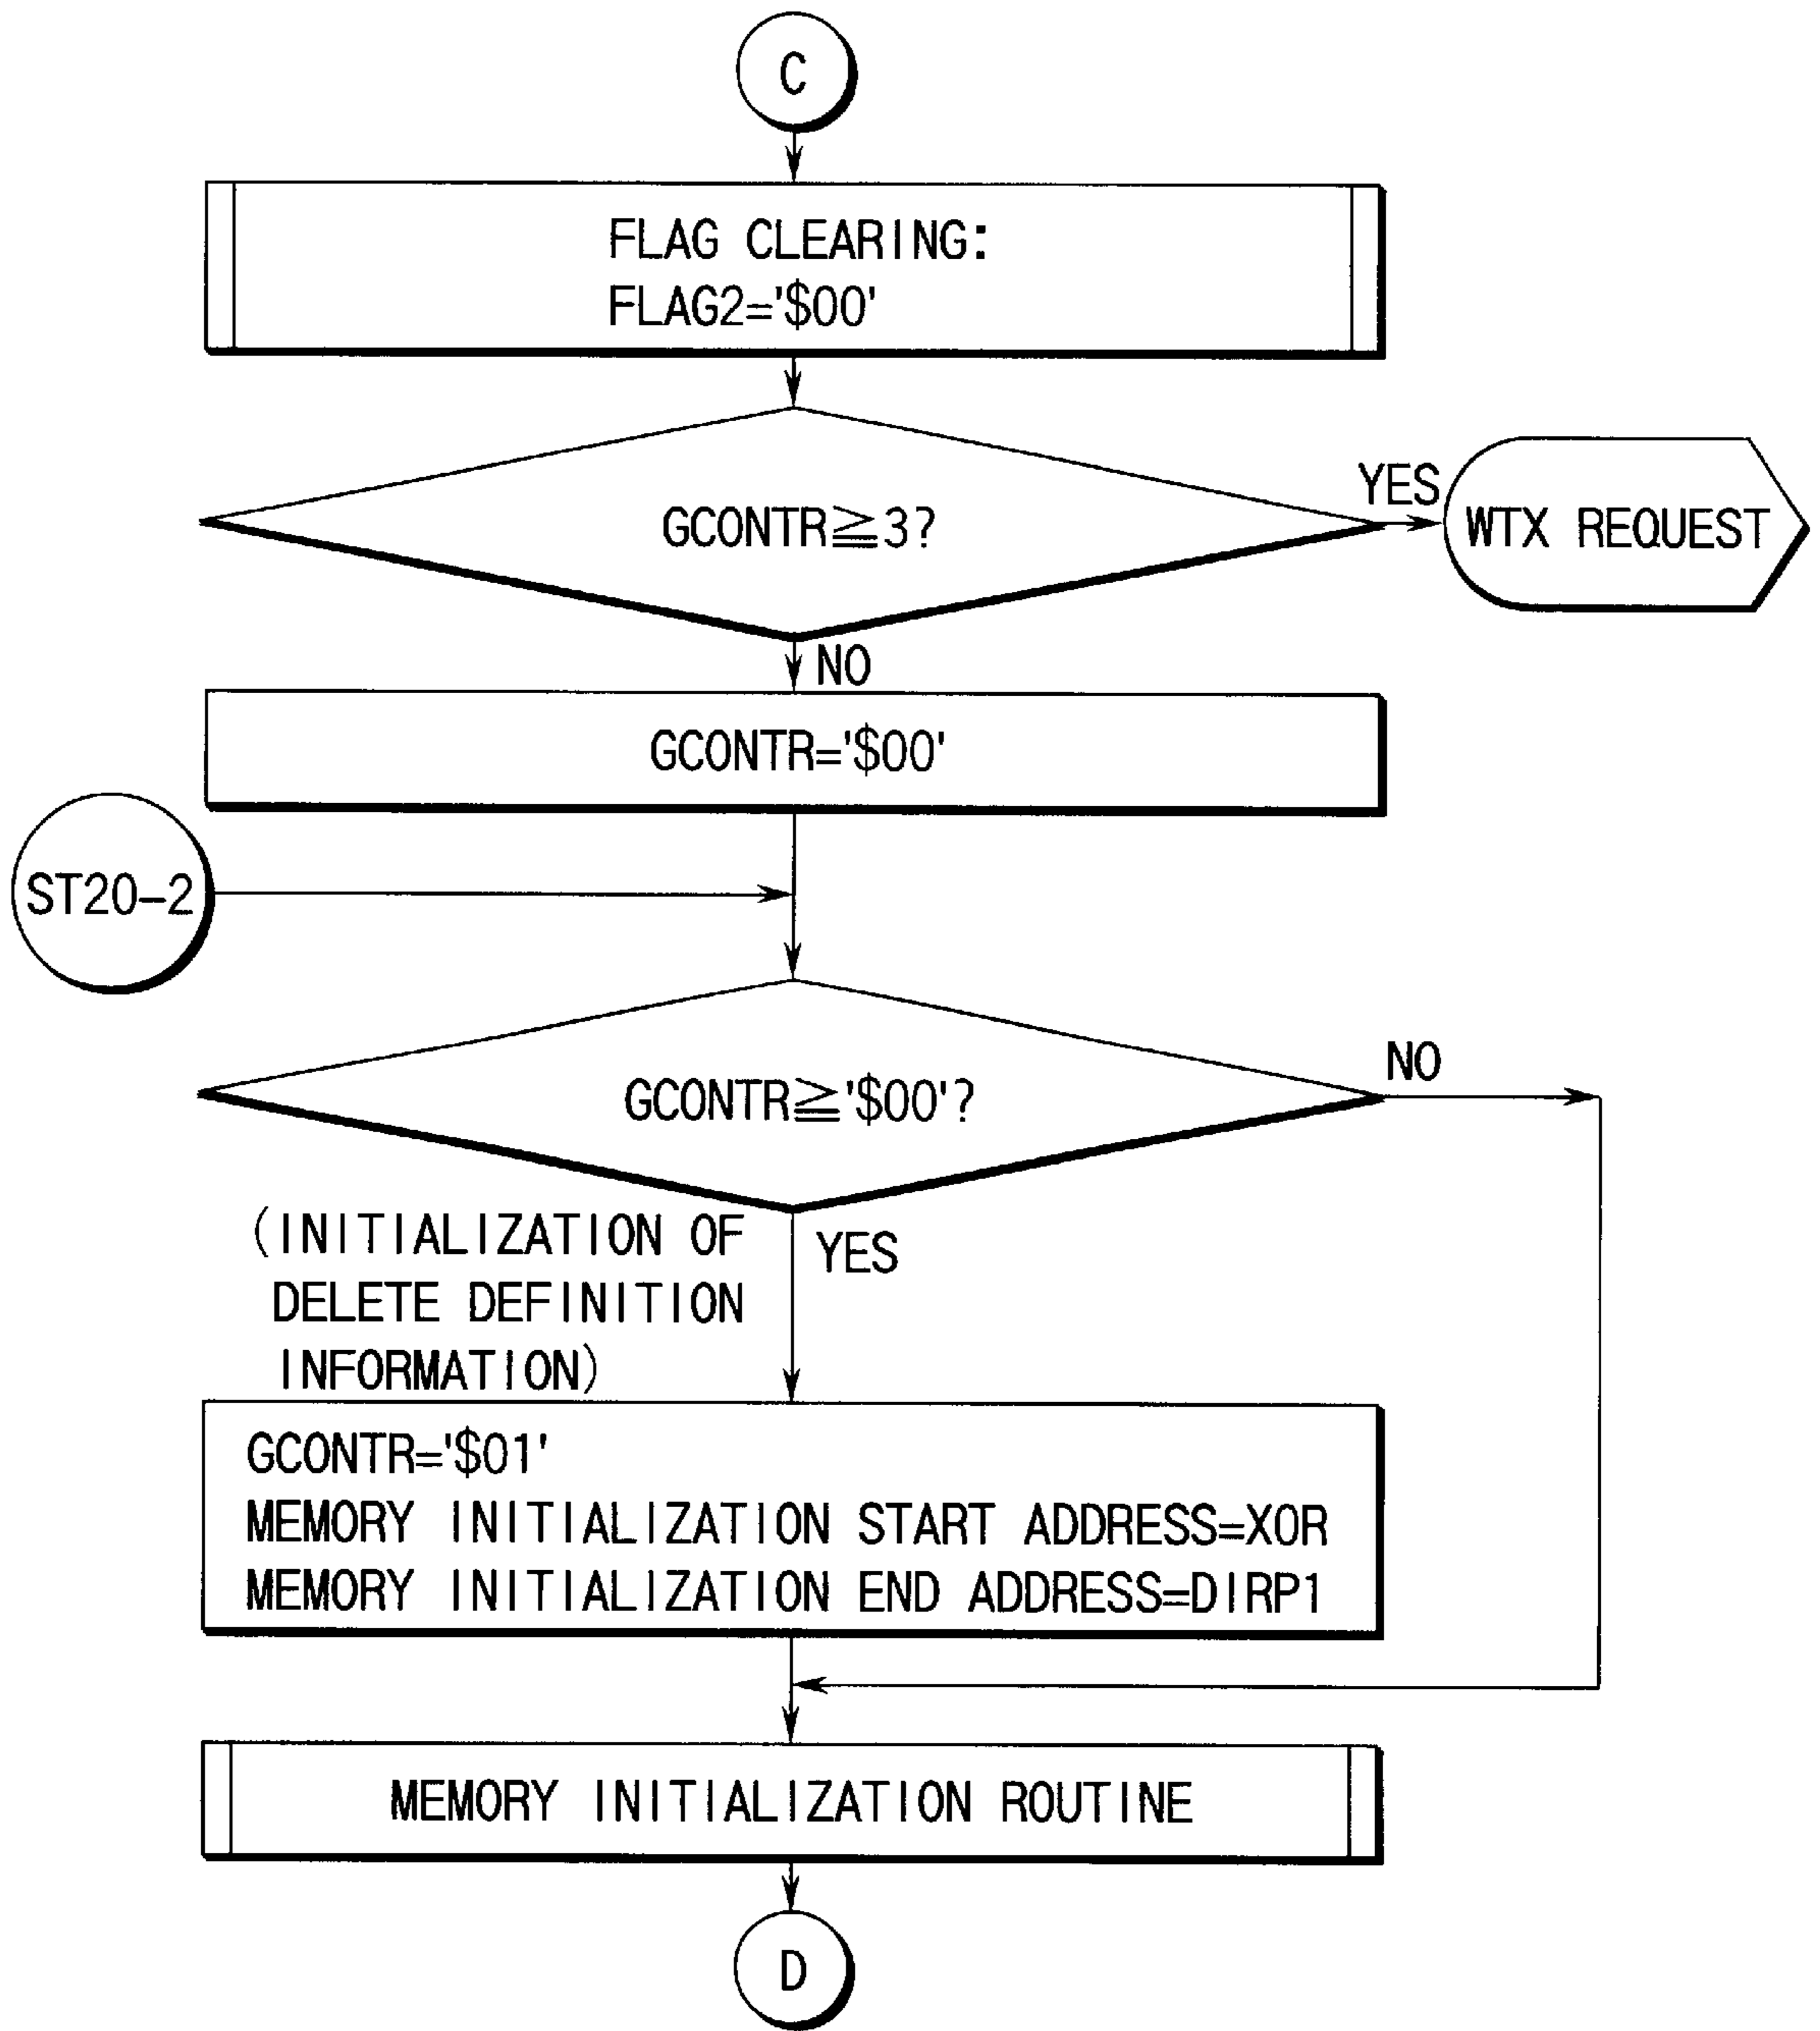 C
FLAG CLEARING:
FLAG2='$00'
GCONTR≧3?
YES
WTX REQUEST
NO
GCONTR='$00'
ST20-2
GCONTR≧'$00'?
NO
(INITIALIZATION OF
DELETE DEFINITION
INFORMATION)
YES
GCONTR='$01'
MEMORY INITIALIZATION START ADDRESS=XOR
MEMORY INITIALIZATION END ADDRESS=DIRP1
MEMORY INITIALIZATION ROUTINE
D